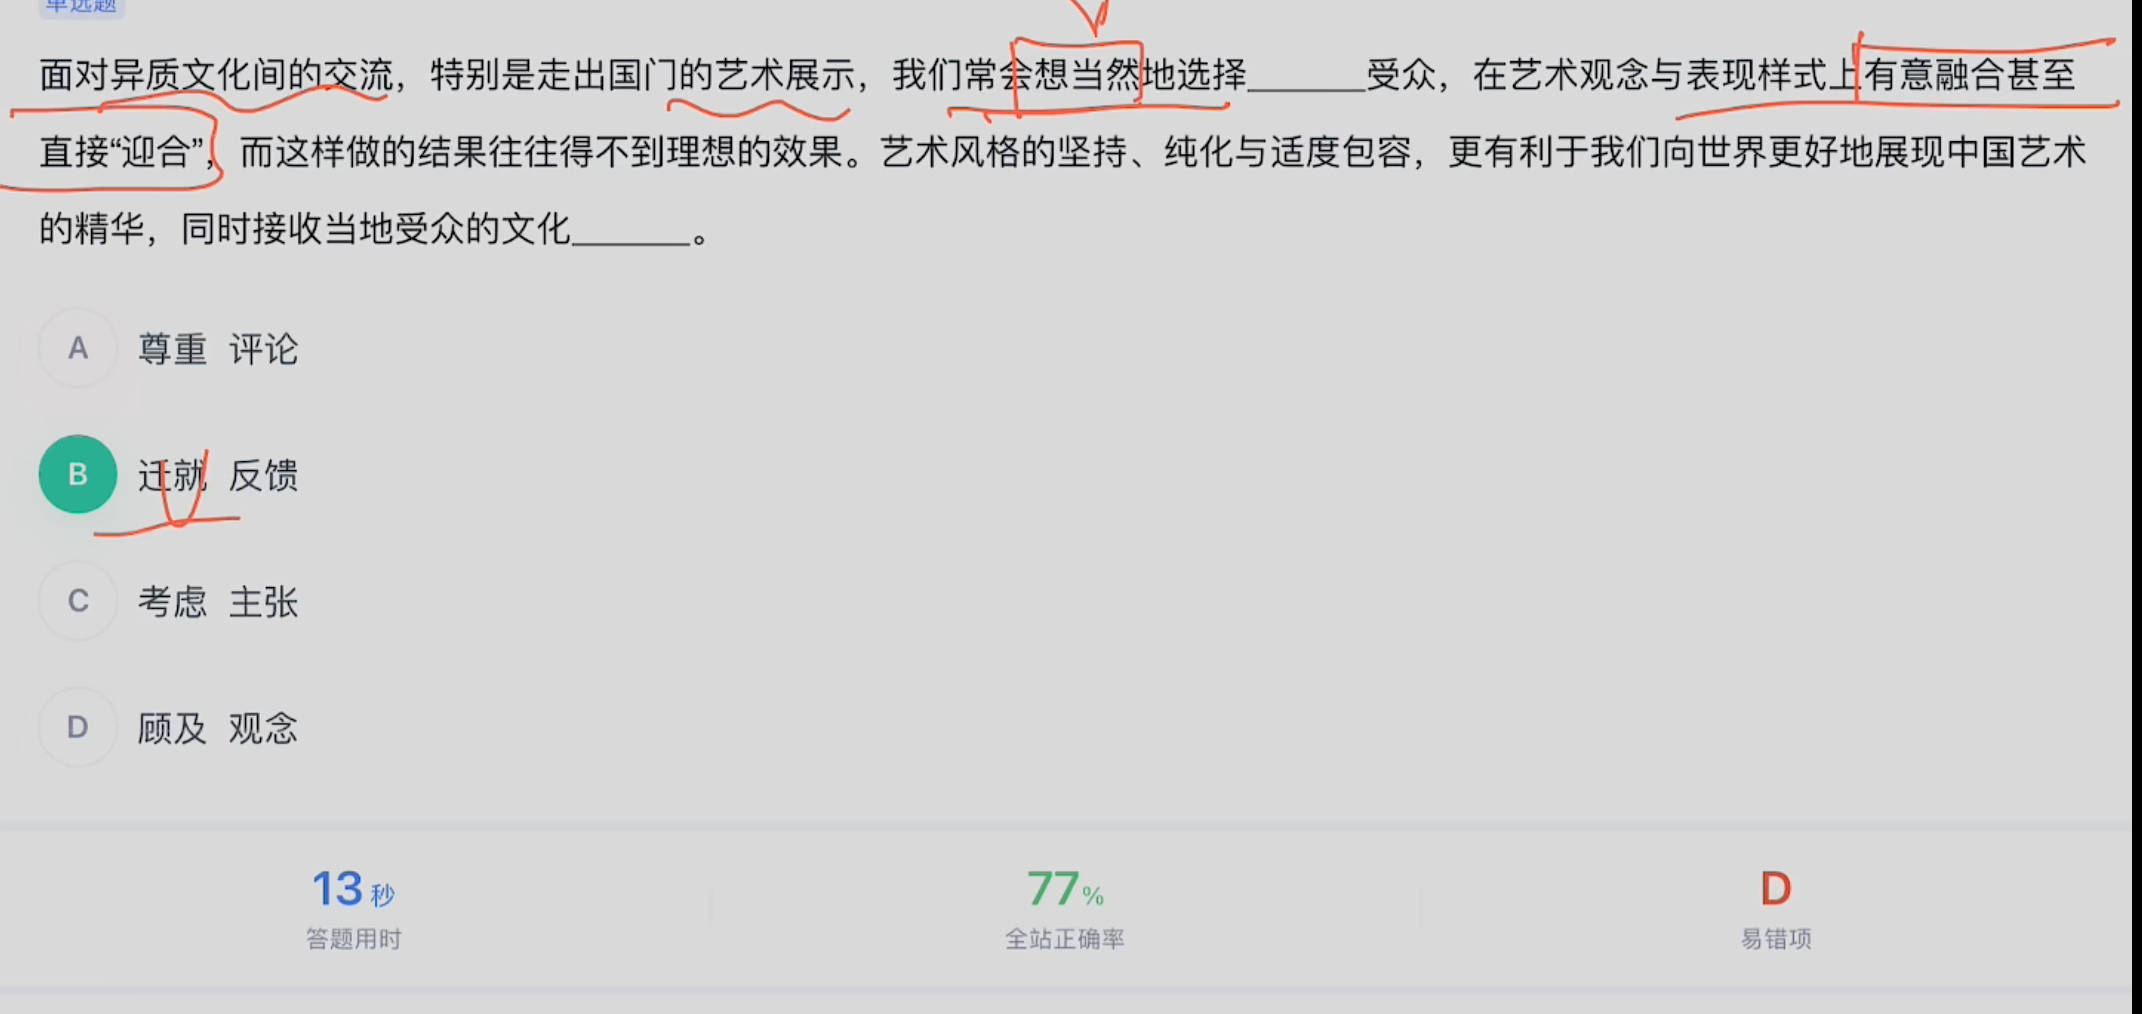 单选题
面对异质文化间的交流，特别是走出国门的艺术展示，我们常会想当然地选择______受众，在艺术观念与表现样式上有意融合甚至
直接“迎合”，而这样做的结果往往得不到理想的效果。艺术风格的坚持、纯化与适度包容，更有利于我们向世界更好地展现中国艺术
的精华，同时接收当地受众的文化______。
A 尊重 评论
B 迁就 反馈
C 考虑 主张
D 顾及 观念
13秒 77% D
答题用时 全站正确率 易错项